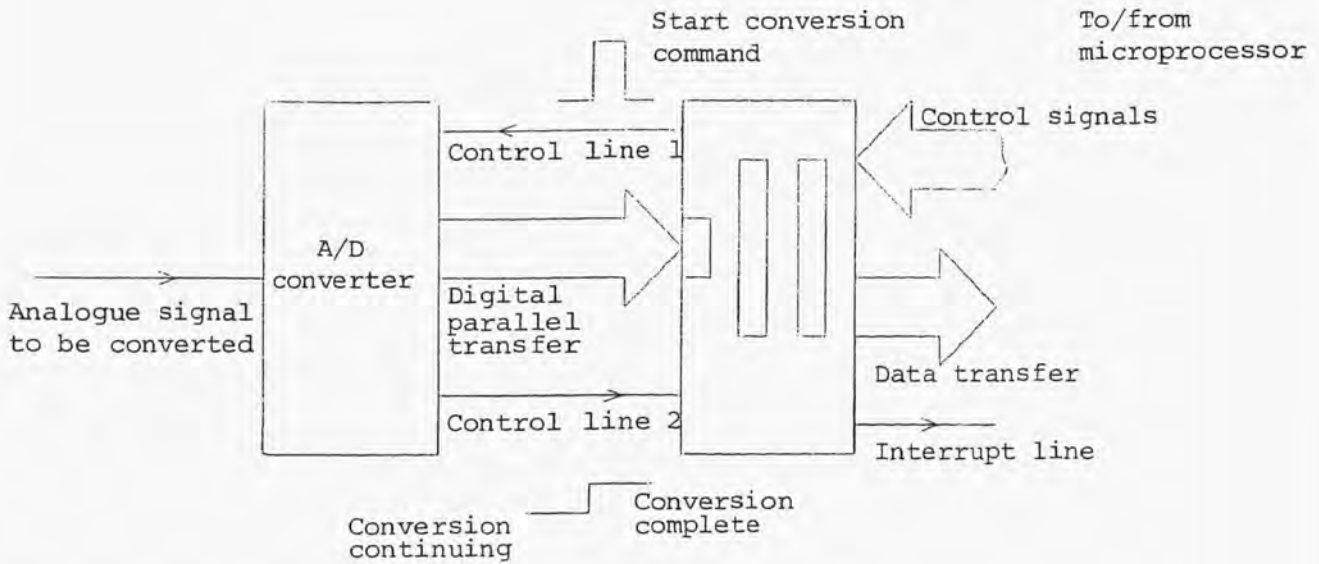 Start conversion
command
To/from
microprocessor
Control signals
Control line 1
A/D
converter
Analogue signal
to be converted
Digital
parallel
transfer
Data transfer
Control line 2
Interrupt line
Conversion
continuing
Conversion
complete